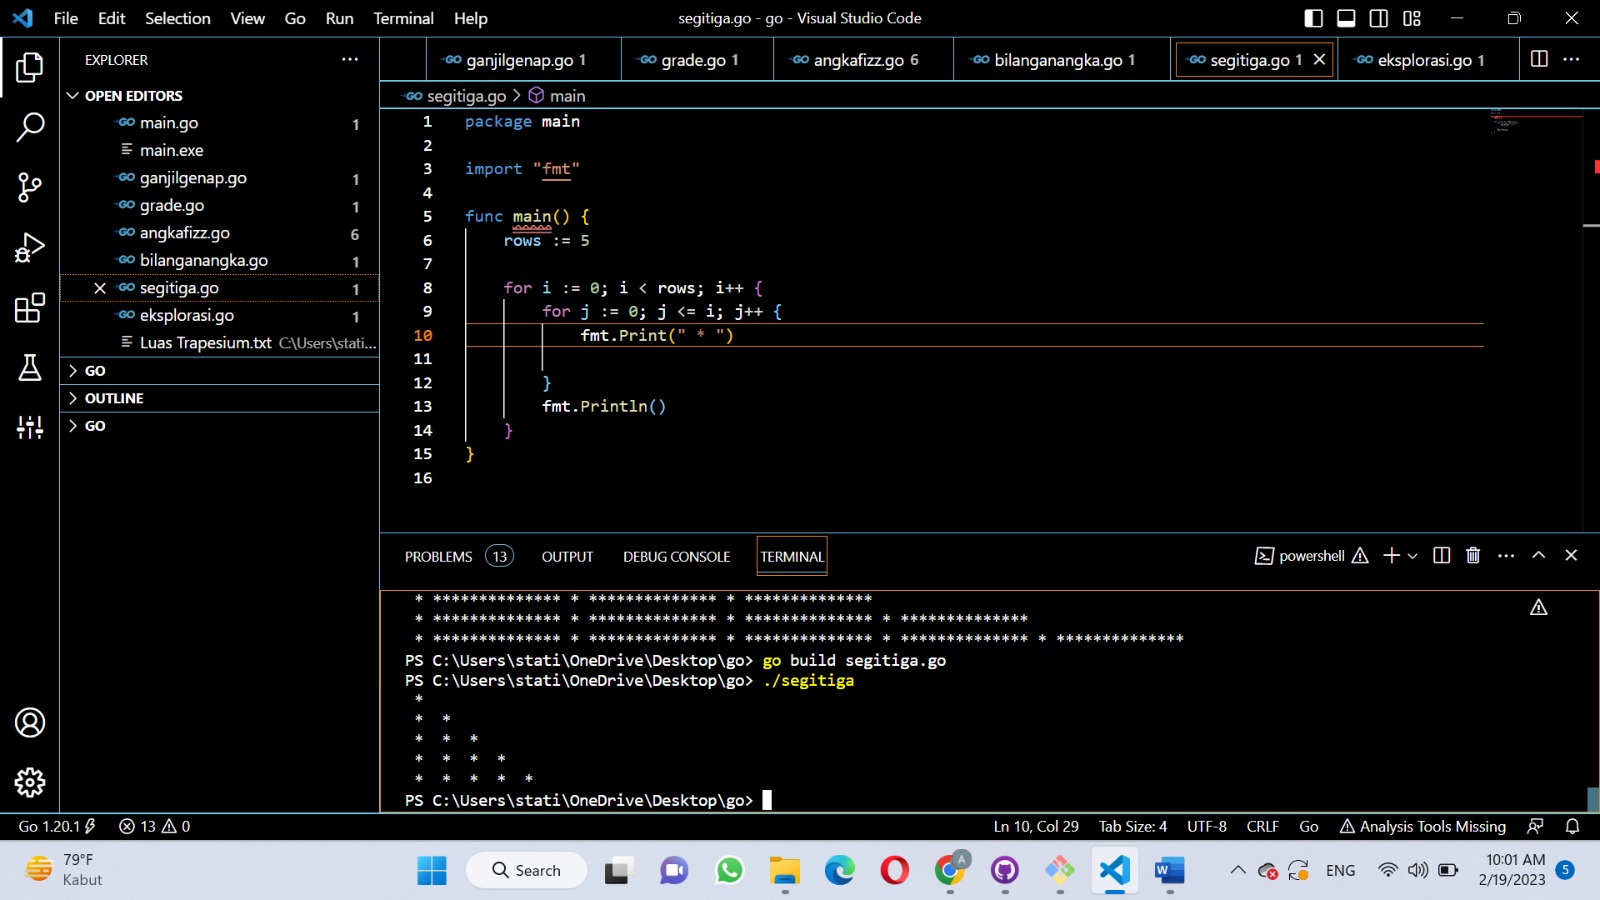 File Edit Selection View Go Run Terminal Help
segitiga.go - go - Visual Studio Code
EXPLORER
OPEN EDITORS
main.go 1
main.exe
ganjilgenap.go 1
grade.go 1
angkafizz.go 6
bilanganangka.go 1
segitiga.go 1
eksplorasi.go 1
Luas Trapesium.txt C:\Users\stati...
GO
OUTLINE
GO
ganjilgenap.go 1
grade.go 1
angkafizz.go 6
bilanganangka.go 1
segitiga.go 1
eksplorasi.go 1
segitiga.go > main
1 package main
2
3 import "fmt"
4
5 func main() {
6 rows := 5
7
8 for i := 0; i < rows; i++ {
9 for j := 0; j <= i; j++ {
10 fmt.Print(" * ")
11
12 }
13 fmt.Println()
14 }
15 }
16
PROBLEMS 13 OUTPUT DEBUG CONSOLE TERMINAL
powershell
* ************** * ************** * **************
* ************** * ************** * ************** * **************
* ************** * ************** * ************** * ************** * **************
PS C:\Users\stati\OneDrive\Desktop\go> go build segitiga.go
PS C:\Users\stati\OneDrive\Desktop\go> ./segitiga
*
* *
* * *
* * * *
* * * * *
PS C:\Users\stati\OneDrive\Desktop\go>
Go 1.20.1 13 0
Ln 10, Col 29 Tab Size: 4 UTF-8 CRLF Go Analysis Tools Missing
79°F
Kabut
Search
A
ENG
10:01 AM
2/19/2023
5